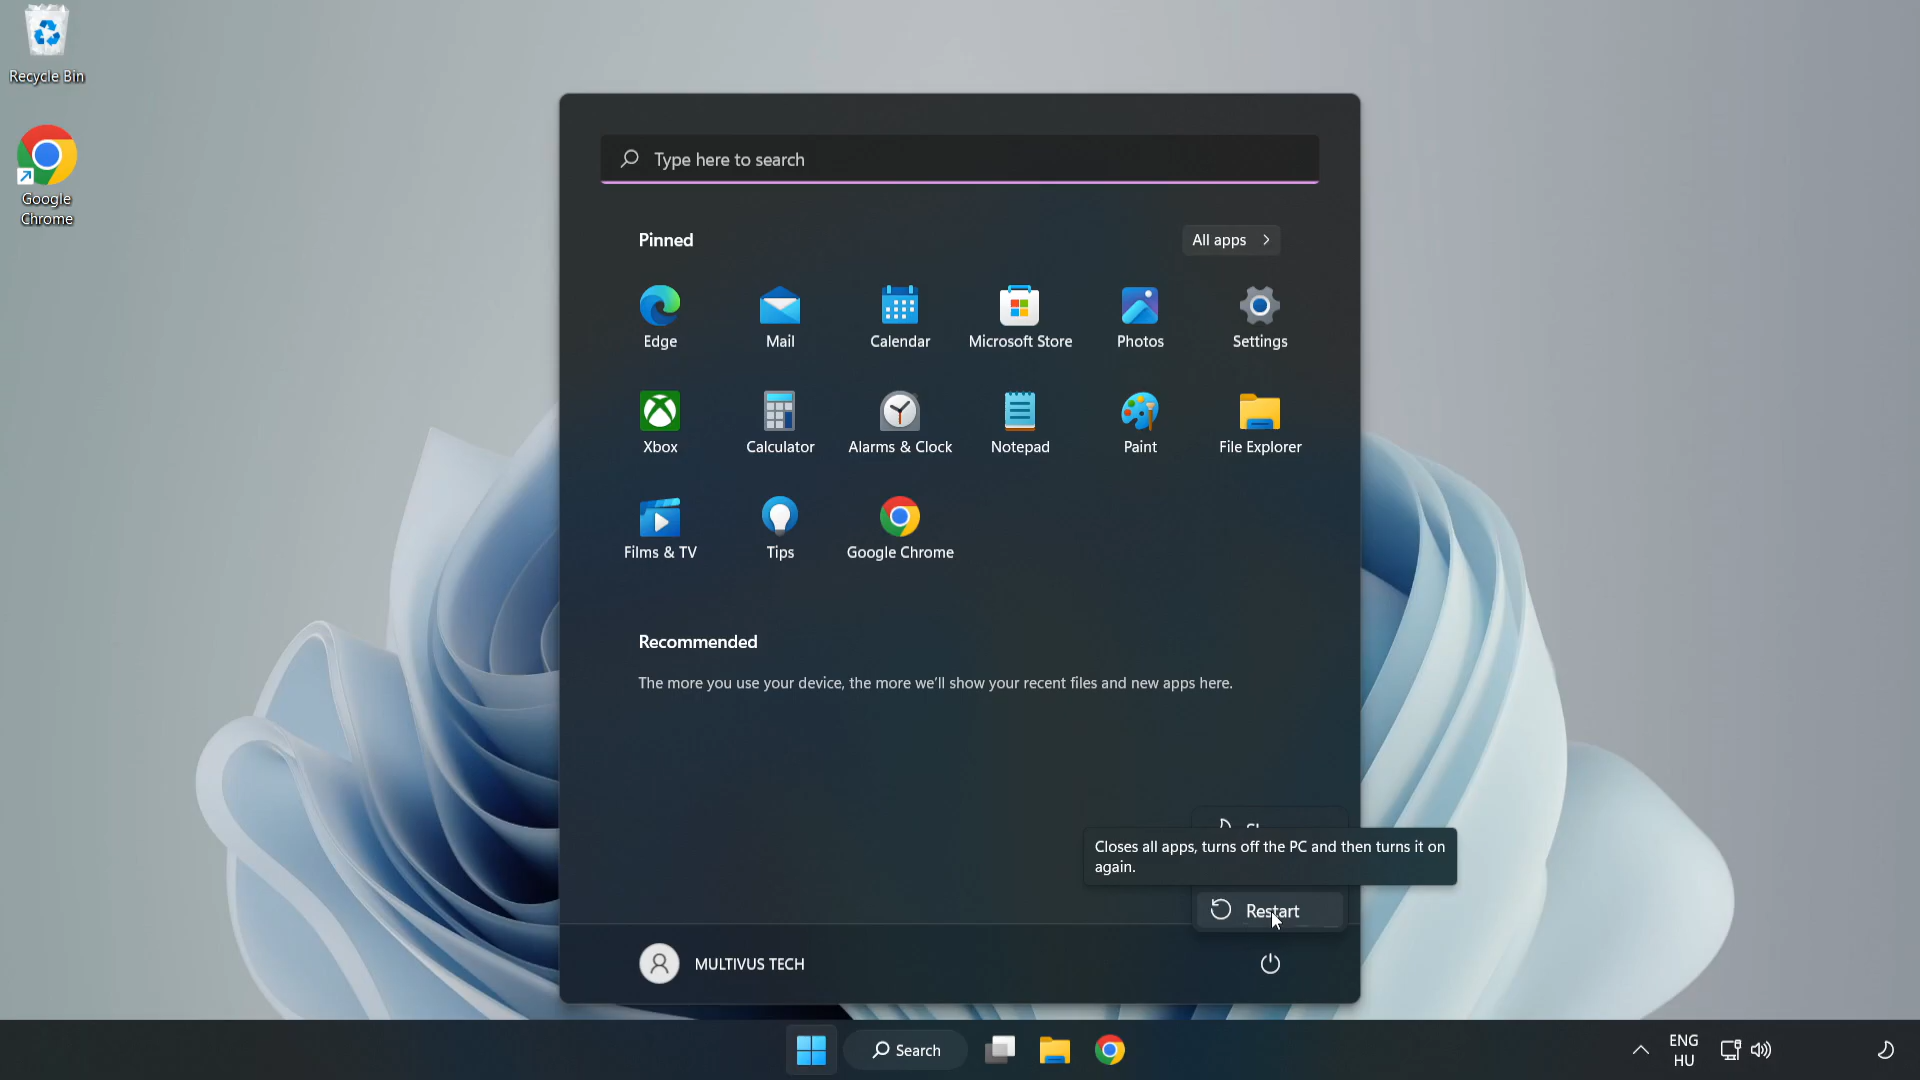 Recycle Bin
Google
Chrome
Type here to search
Pinned
All apps
Edge
Mail
Calendar
Microsoft Store
Photos
Settings
Xbox
Calculator
Alarms & Clock
Notepad
Paint
File Explorer
Films & TV
Tips
Google Chrome
Recommended
The more you use your device, the more we'll show your recent files and new apps here.
Closes all apps, turns off the PC and then turns it on
again.
Restart
MULTIVUS TECH
Search
ENG
HU